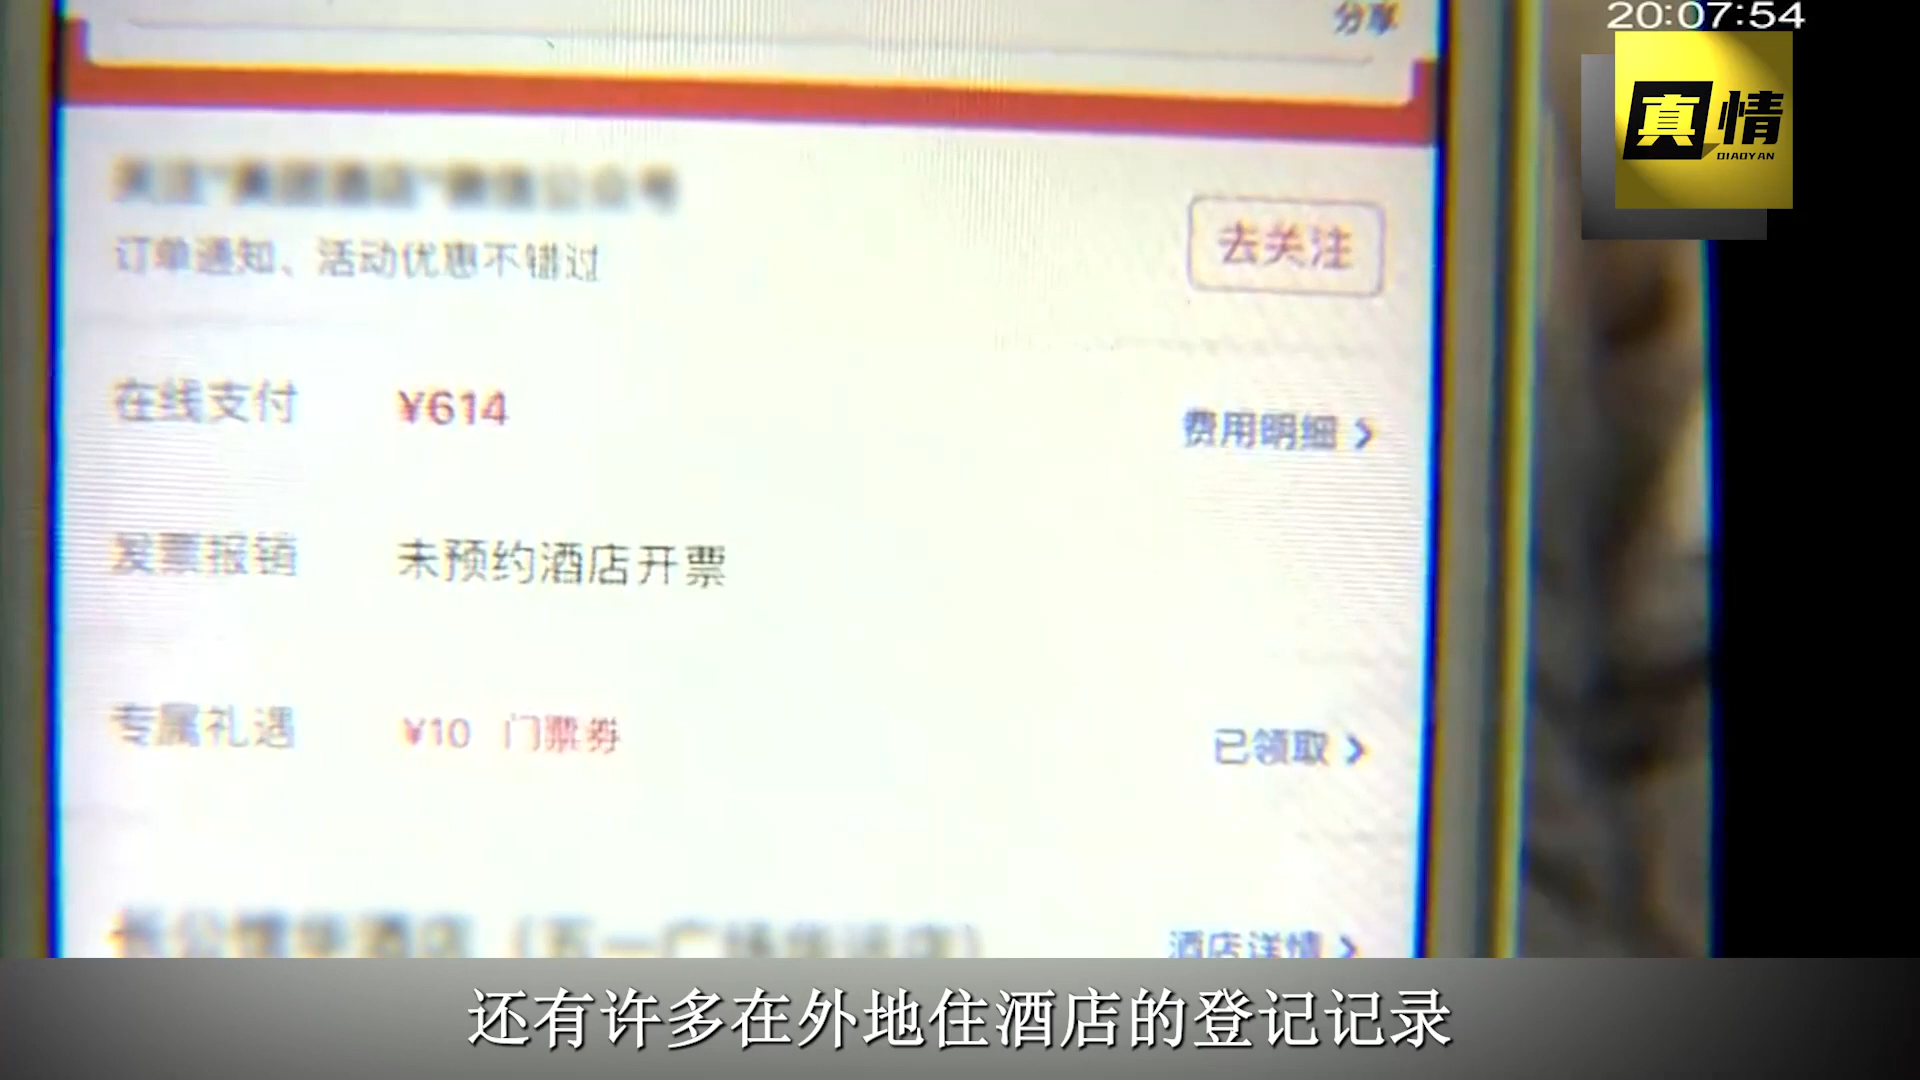 分享
20:07:54
真情
DIAOYAN
订单通知、活动优惠不错过
去关注
在线支付 ¥614 费用明细 >
发票报销 未预约酒店开票
专属礼遇 ¥10 门票券 已领取 >
酒店详情 >
还有许多在外地住酒店的登记记录